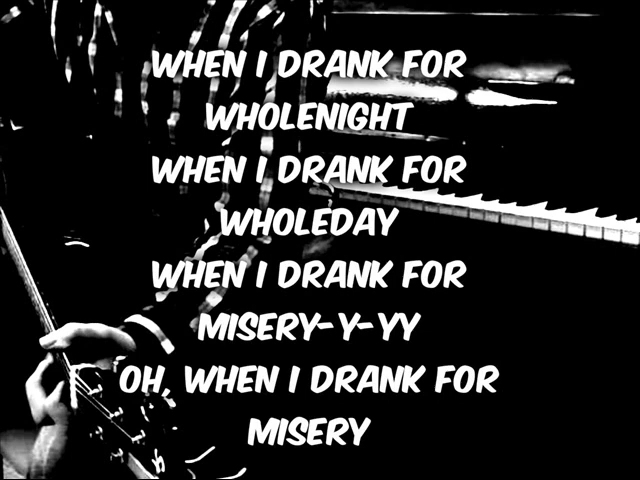 WHEN I DRANK FOR
WHOLENIGHT
WHEN I DRANK FOR
WHOLEDAY
WHEN I DRANK FOR
MISERY-Y-YY
OH, WHEN I DRANK FOR
MISERY